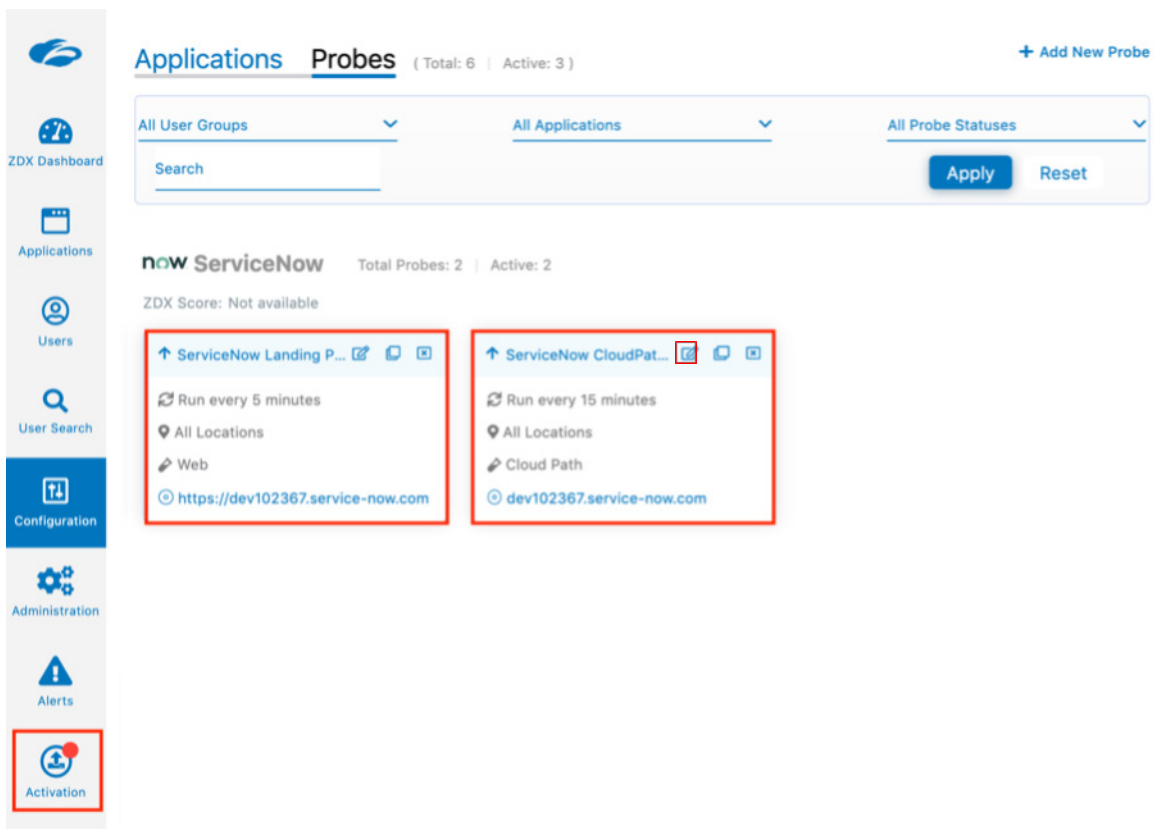 Applications Probes ( Total: 6 | Active: 3 )
+ Add New Probe
All User Groups
All Applications
All Probe Statuses
Search
Apply
Reset
ZDX Dashboard
Applications
Users
User Search
Configuration
Administration
Alerts
Activation
now ServiceNow Total Probes: 2 | Active: 2
ZDX Score: Not available
ServiceNow Landing P...
Run every 5 minutes
All Locations
Web
https://dev102367.service-now.com
ServiceNow CloudPat...
Run every 15 minutes
All Locations
Cloud Path
dev102367.service-now.com